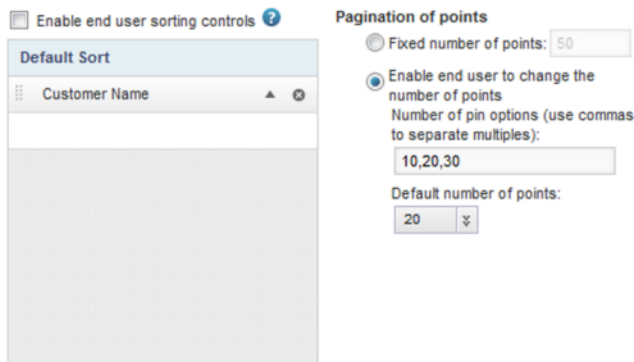 Enable end user sorting controls ?
Default Sort
Customer Name
Pagination of points
Fixed number of points: 50
Enable end user to change the
number of points
Number of pin options (use commas
to separate multiples):
10,20,30
Default number of points:
20